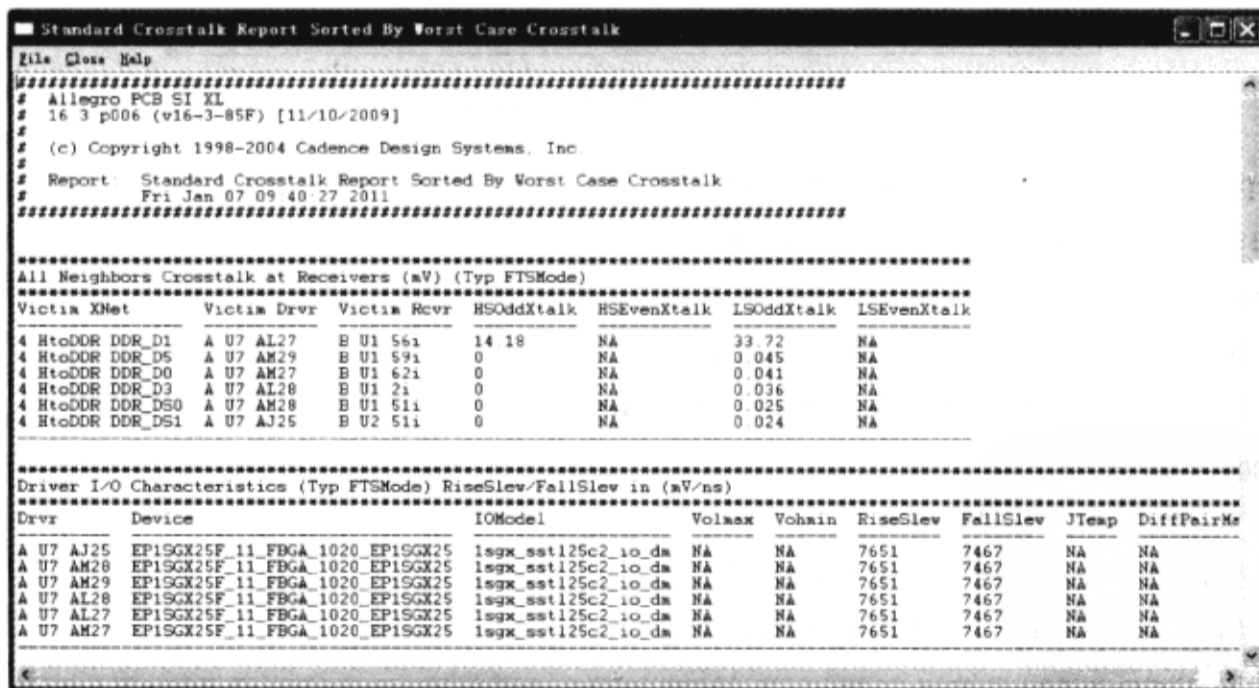 Standard Crosstalk Report Sorted By Worst Case Crosstalk
File Close Help
################################################################################
# Allegro PCB SI XL
# 16 3 p006 (v16-3-85F) [11/10/2009]
#
# (c) Copyright 1998-2004 Cadence Design Systems, Inc.
#
# Report: Standard Crosstalk Report Sorted By Worst Case Crosstalk
# Fri Jan 07 09 40:27 2011
################################################################################
All Neighbors Crosstalk at Receivers (mV) (Typ FTSMode)
Victim XNet Victim Drvr Victim Rcvr HSOddXtalk HSEvenXtalk LSOddXtalk LSEvenXtalk
4 HtoDDR DDR_D1 A U7 AL27 B U1 56i 14.18 NA 33.72 NA
4 HtoDDR DDR_D5 A U7 AM29 B U1 59i 0 NA 0.045 NA
4 HtoDDR DDR_D0 A U7 AM27 B U1 62i 0 NA 0.041 NA
4 HtoDDR DDR_D3 A U7 AL28 B U1 2i 0 NA 0.036 NA
4 HtoDDR DDR_DS0 A U7 AM28 B U1 51i 0 NA 0.025 NA
4 HtoDDR DDR_DS1 A U7 AJ25 B U2 51i 0 NA 0.024 NA
Driver I/O Characteristics (Typ FTSMode) RiseSlew/FallSlew in (mV/ns)
Drvr Device IOModel Volmax Vohmin RiseSlew FallSlew JTemp DiffPairMa
A U7 AJ25 EP1SGX25F_11_FBGA_1020_EP1SGX25 1sgx_sstl25c2_io_dm NA NA 7651 7467 NA NA
A U7 AM28 EP1SGX25F_11_FBGA_1020_EP1SGX25 1sgx_sstl25c2_io_dm NA NA 7651 7467 NA NA
A U7 AM29 EP1SGX25F_11_FBGA_1020_EP1SGX25 1sgx_sstl25c2_io_dm NA NA 7651 7467 NA NA
A U7 AL28 EP1SGX25F_11_FBGA_1020_EP1SGX25 1sgx_sstl25c2_io_dm NA NA 7651 7467 NA NA
A U7 AL27 EP1SGX25F_11_FBGA_1020_EP1SGX25 1sgx_sstl25c2_io_dm NA NA 7651 7467 NA NA
A U7 AM27 EP1SGX25F_11_FBGA_1020_EP1SGX25 1sgx_sstl25c2_io_dm NA NA 7651 7467 NA NA